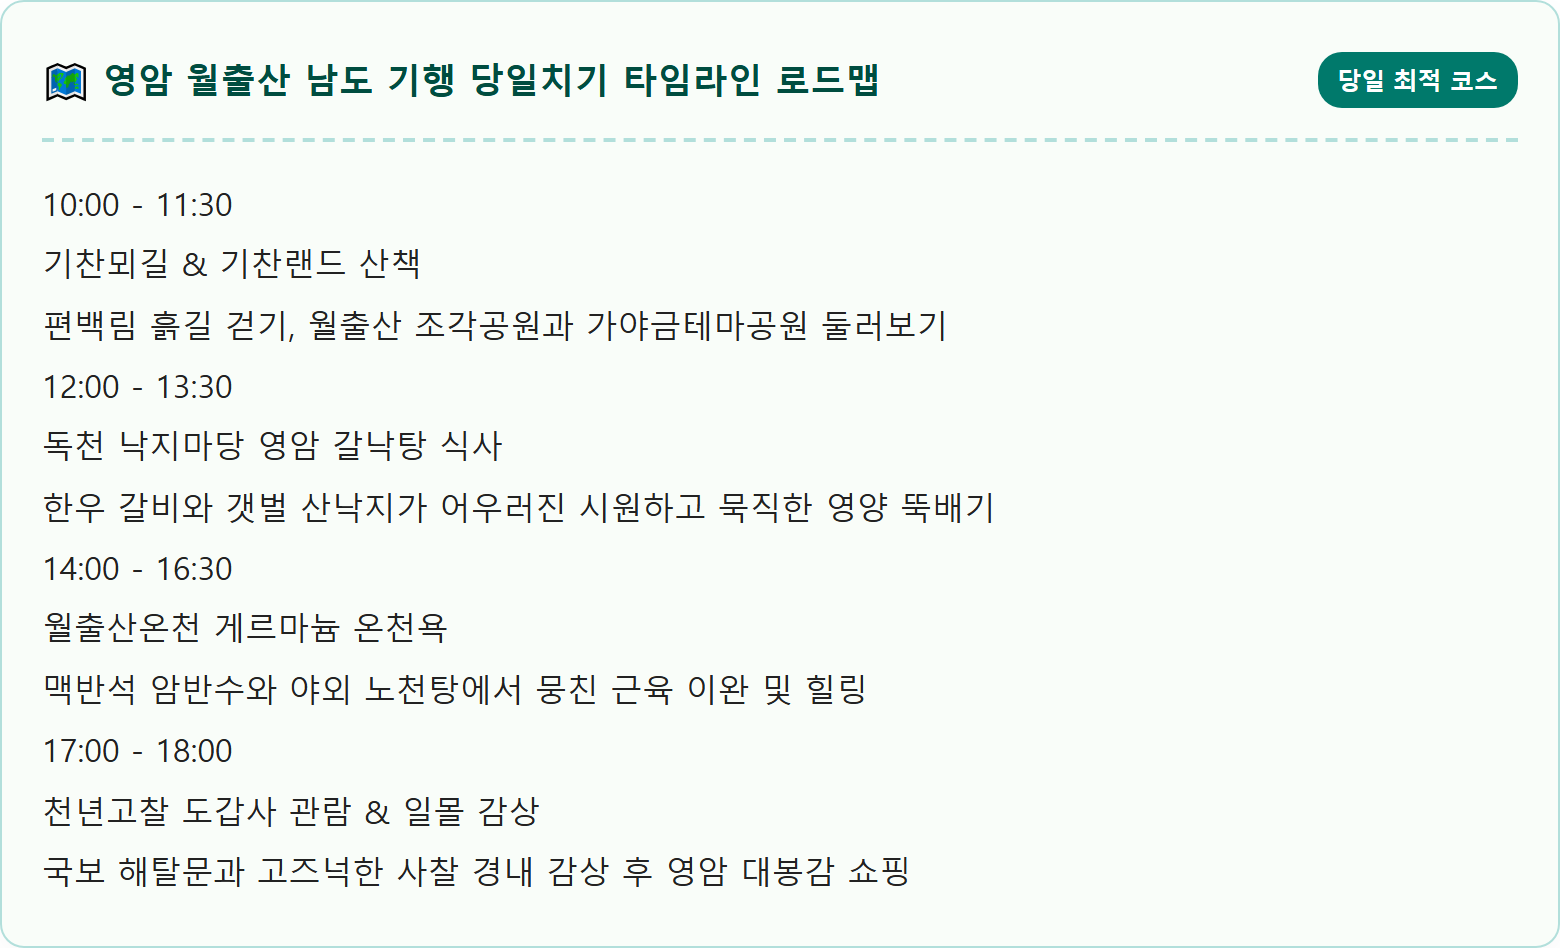 영암 월출산 남도 기행 당일치기 타임라인 로드맵
당일 최적 코스
10:00 - 11:30
기찬묘길 & 기찬랜드 산책
편백림 흙길 걷기, 월출산 조각공원과 가야금테마공원 둘러보기
12:00 - 13:30
독천 낙지마당 영암 갈낙탕 식사
한우 갈비와 갯벌 산낙지가 어우러진 시원하고 묵직한 영양 뚝배기
14:00 - 16:30
월출산온천 게르마늄 온천욕
맥반석 암반수와 야외 노천탕에서 뭉친 근육 이완 및 힐링
17:00 - 18:00
천년고찰 도갑사 관람 & 일몰 감상
국보 해탈문과 고즈넉한 사찰 경내 감상 후 영암 대봉감 쇼핑